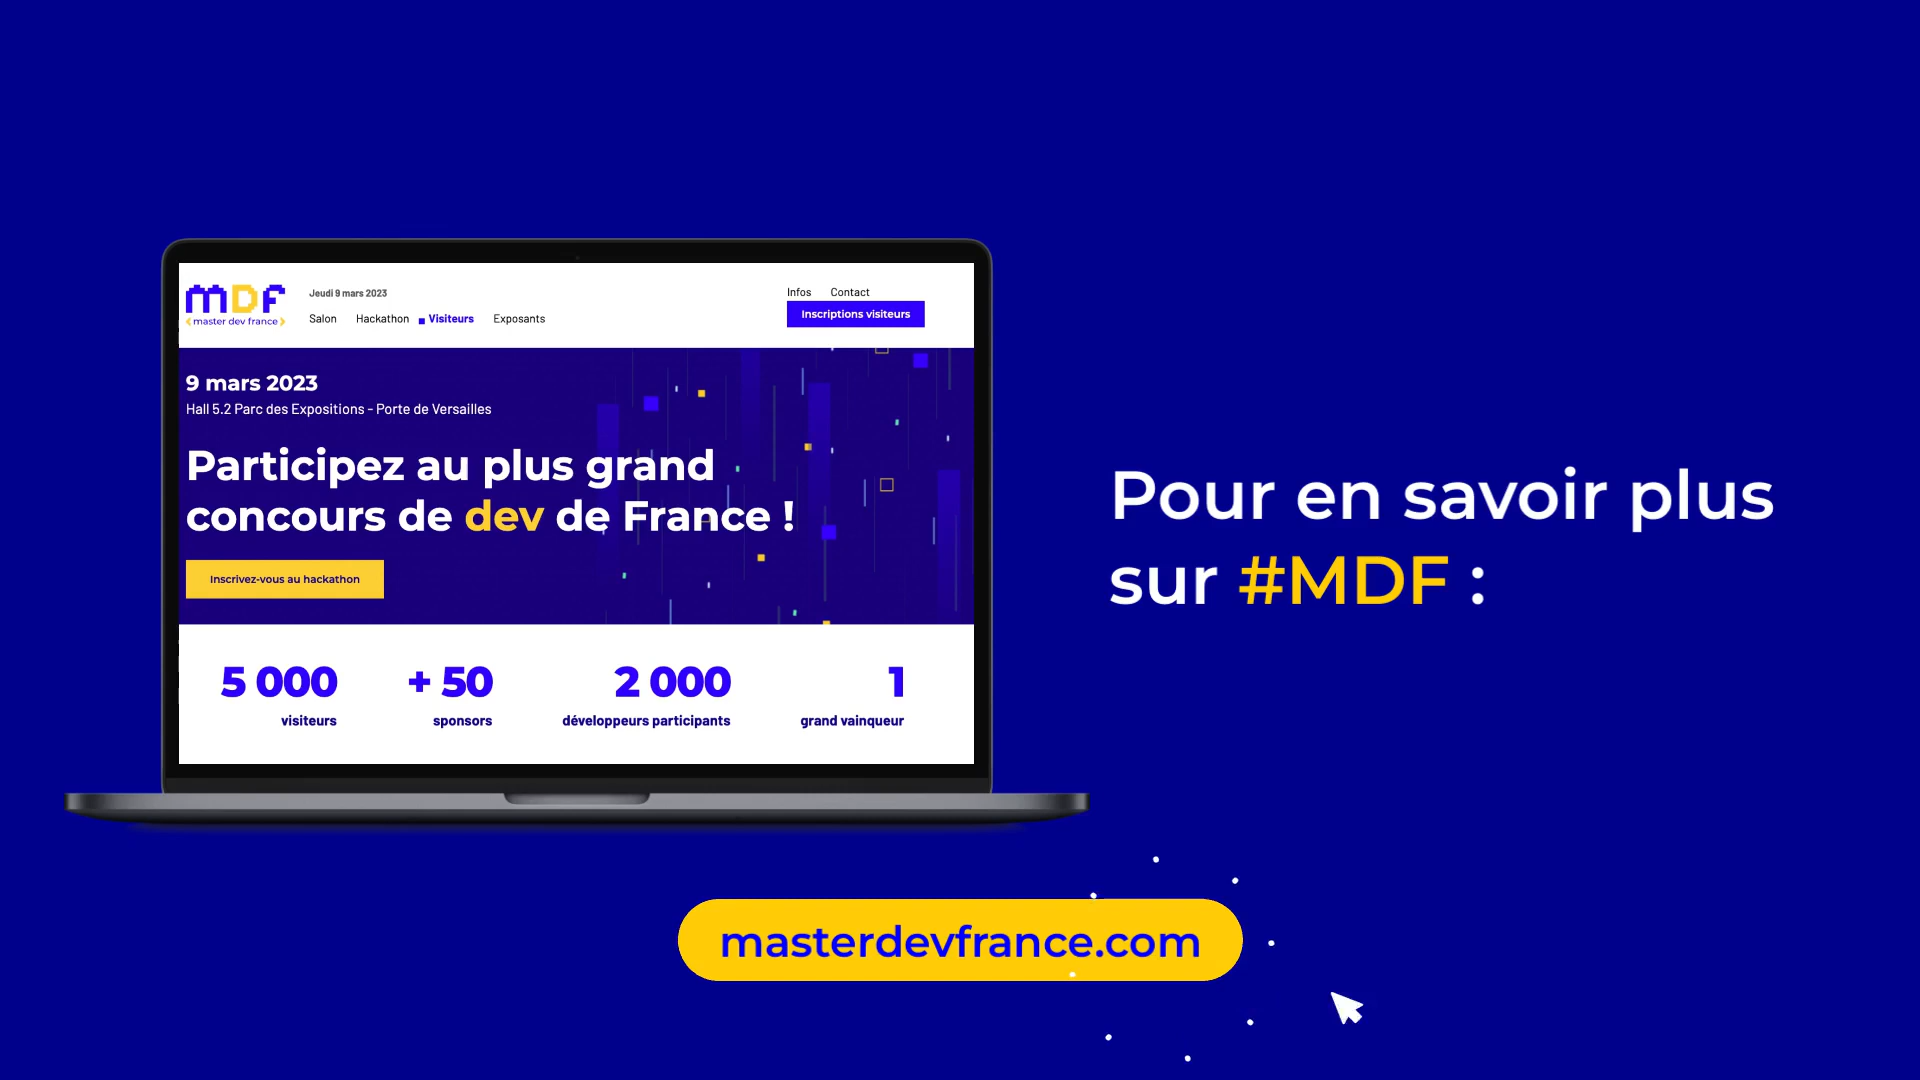 MDF
<master dev france>
Jeudi 9 mars 2023
Salon Hackathon Visiteurs Exposants
Infos Contact
Inscriptions visiteurs
9 mars 2023
Hall 5.2 Parc des Expositions - Porte de Versailles
Participez au plus grand
concours de dev de France !
Inscrivez-vous au hackathon
5 000 + 50 2 000 1
visiteurs sponsors développeurs participants grand vainqueur
Pour en savoir plus
sur #MDF :
masterdevfrance.com